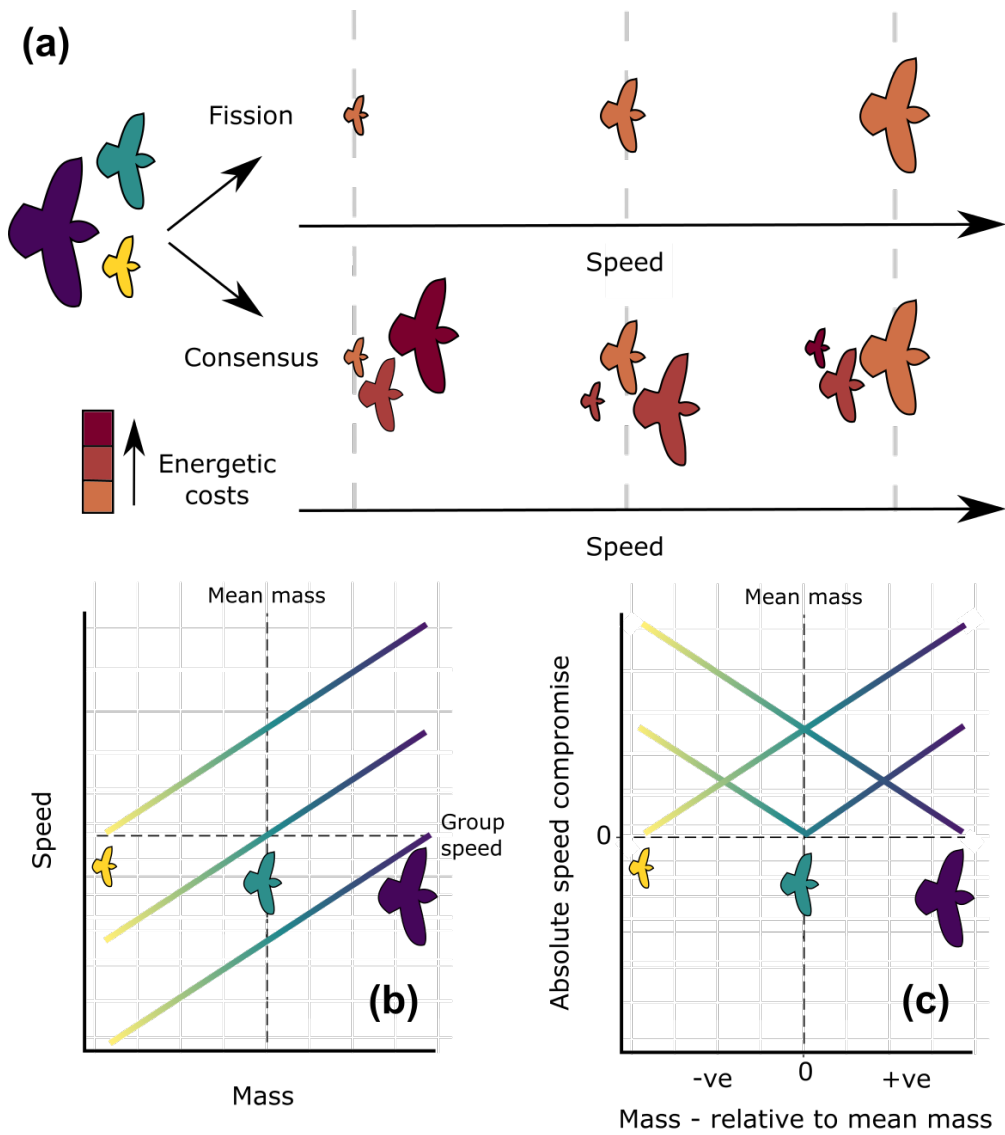 (a)
Fission
Speed
Consensus
Energetic
costs
Speed
Mean mass
Speed
Group
speed
(b)
Mass
Mean mass
Absolute speed compromise
0
(c)
-ve
0
+ve
Mass - relative to mean mass